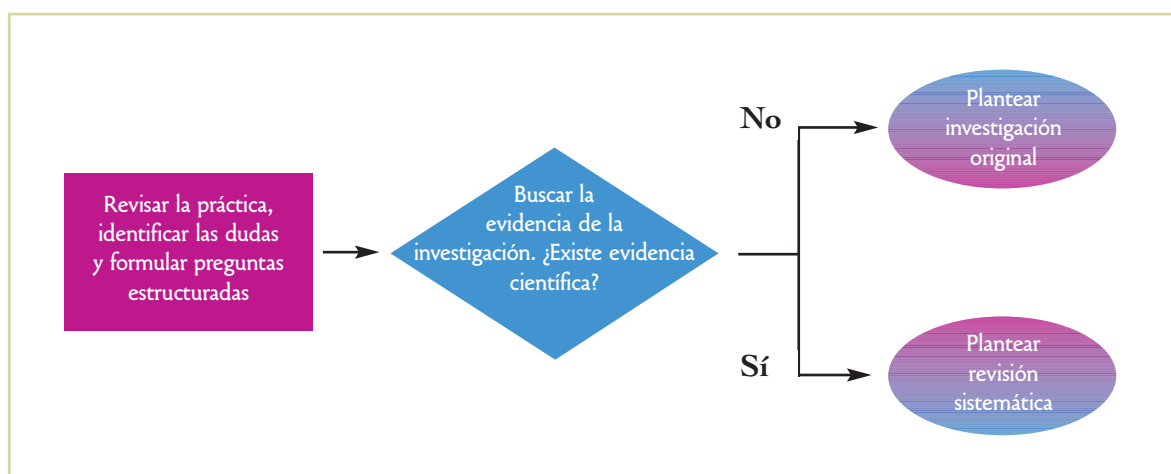 Revisar la práctica,
identificar las dudas
y formular preguntas
estructuradas
Buscar la
evidencia de la
investigación. ¿Existe evidencia
científica?
No
Plantear
investigación
original
Sí
Plantear
revisión
sistemática